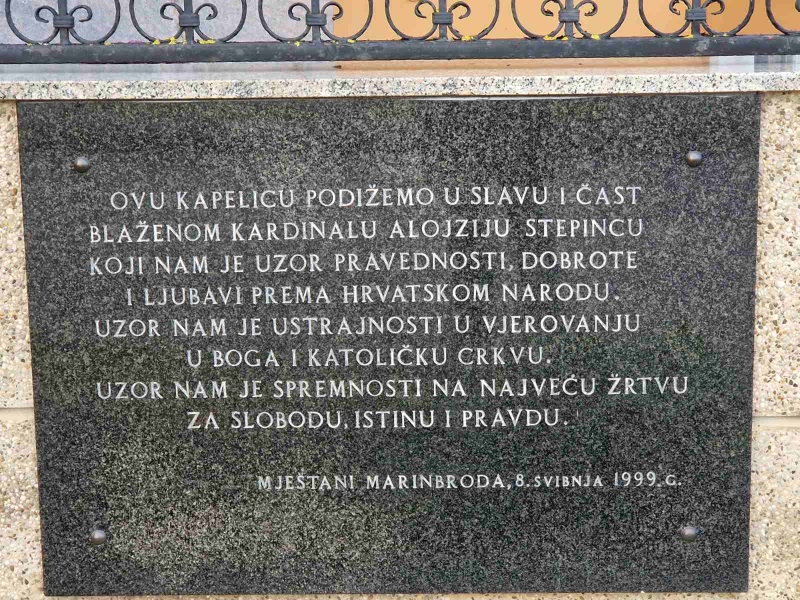 OVU KAPELICU PODIŽEMO U SLAVU I ČAST
BLAŽENOM KARDINALU ALOJZIJU STEPINCU
KOJI NAM JE UZOR PRAVEDNOSTI, DOBROTE
I LJUBAVI PREMA HRVATSKOM NARODU.
UZOR NAM JE USTRAJNOSTI U VJEROVANJU
U BOGA I KATOLIČKU CRKVU.
UZOR NAM JE SPREMNOSTI NA NAJVEĆU ŽRTVU
ZA SLOBODU, ISTINU I PRAVDU.
MJEŠTANI MARINBRODA, 8. SVIBNJA 1999. G.